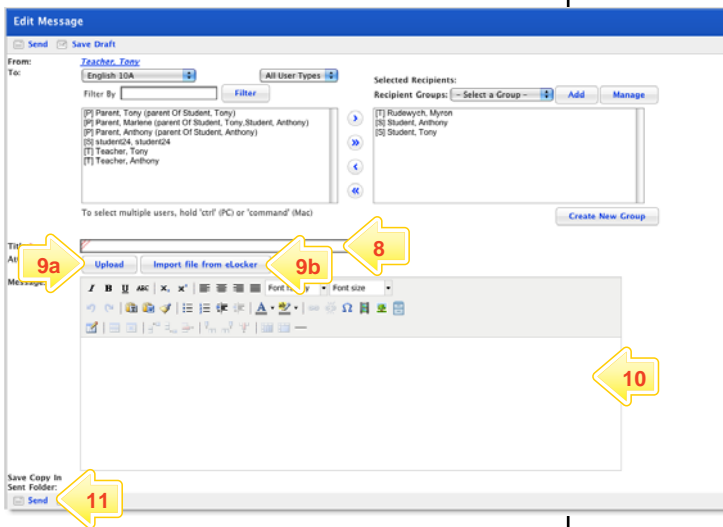 Edit Message
Send Save Draft
From: Teacher, Tony
To: English 10A All User Types
Selected Recipients:
Filter By Filter Recipient Groups: - Select a Group - Add Manage
[P] Parent, Tony (parent Of Student, Tony)
[P] Parent, Marlene (parent Of Student, Tony,Student, Anthony)
[P] Parent, Anthony (parent Of Student, Anthony)
[S] student24, student24
[T] Teacher, Tony
[T] Teacher, Anthony
[T] Rudewych, Myron
[S] Student, Anthony
[S] Student, Tony
To select multiple users, hold 'ctrl' (PC) or 'command' (Mac)
Create New Group
8
9a Upload Import file from eLocker 9b
Message: Font Font size
10
Save Copy In
Sent Folder:
Send 11